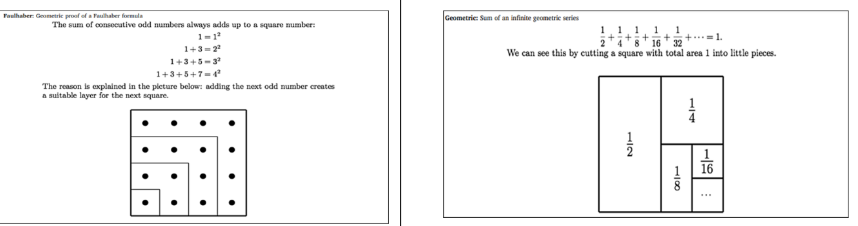 Faulhaber: Geometric proof of a Faulhaber formula
The sum of consecutive odd numbers always adds up to a square number:
1 = 1²
1 + 3 = 2²
1 + 3 + 5 = 3²
1 + 3 + 5 + 7 = 4²
The reason is explained in the picture below: adding the next odd number creates
a suitable layer for the next square.
Geometric: Sum of an infinite geometric series
1/2 + 1/4 + 1/8 + 1/16 + 1/32 + ⋯ = 1.
We can see this by cutting a square with total area 1 into little pieces.
1/4
1/2
1/16
1/8
...